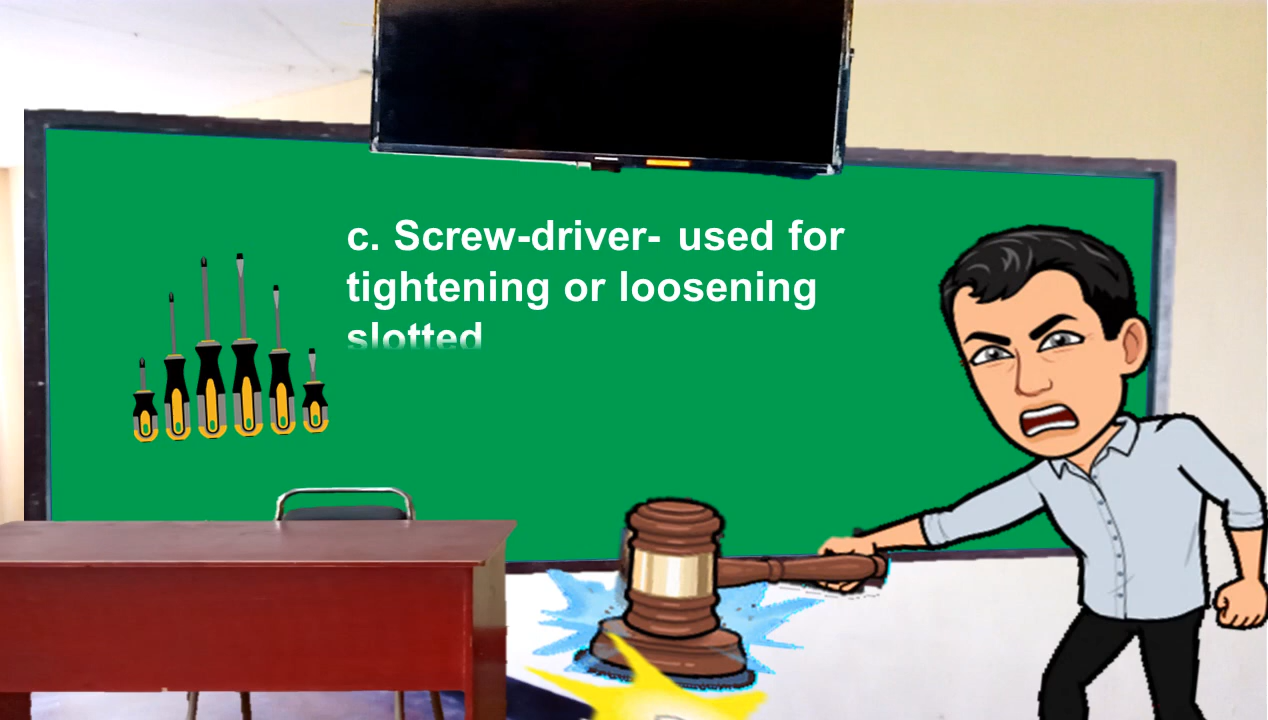 c. Screw-driver- used for
tightening or loosening
slotted